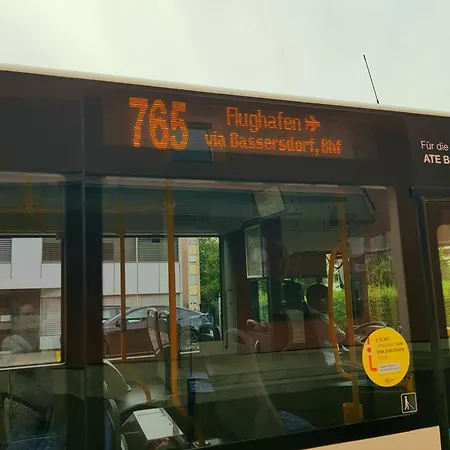 765
Flughafen
via Bassersdorf, Bhf
Für die
ATE B